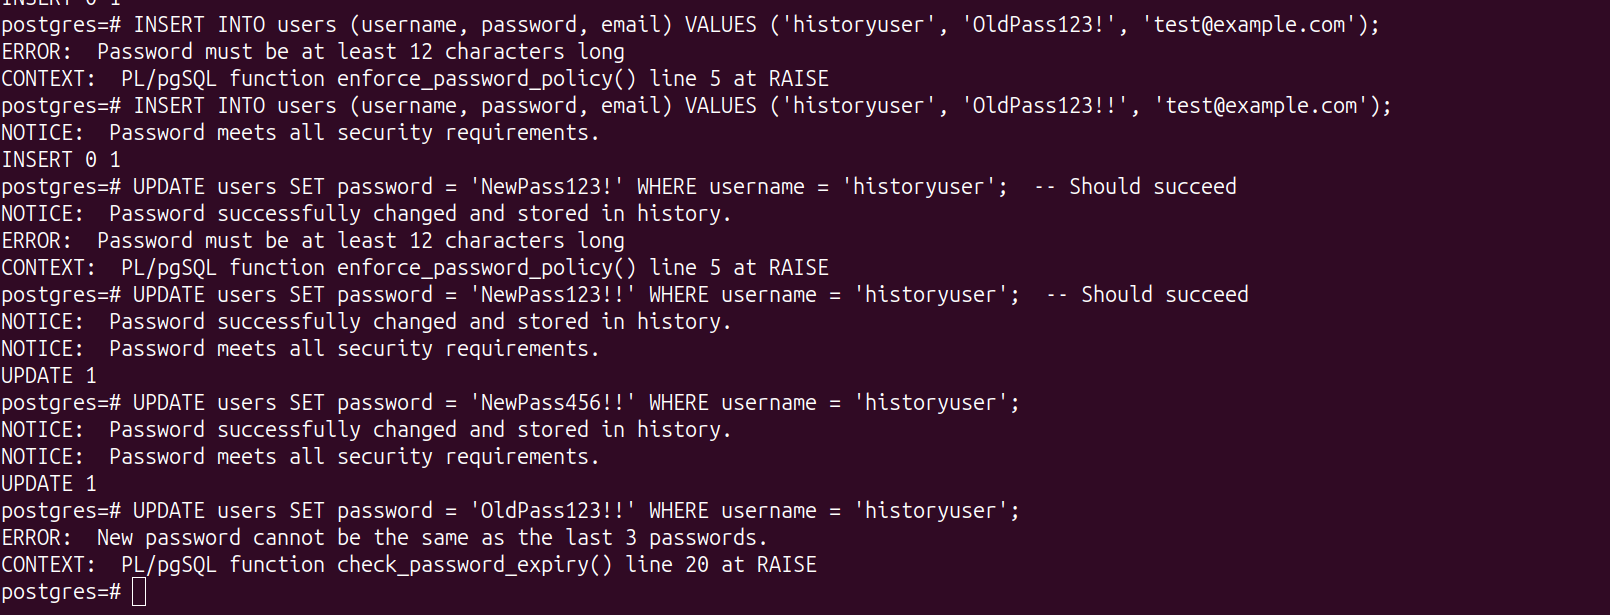 INSERT 0 1
postgres=# INSERT INTO users (username, password, email) VALUES ('historyuser', 'OldPass123!', 'test@example.com');
ERROR:  Password must be at least 12 characters long
CONTEXT:  PL/pgSQL function enforce_password_policy() line 5 at RAISE
postgres=# INSERT INTO users (username, password, email) VALUES ('historyuser', 'OldPass123!!', 'test@example.com');
NOTICE:  Password meets all security requirements.
INSERT 0 1
postgres=# UPDATE users SET password = 'NewPass123!' WHERE username = 'historyuser';  -- Should succeed
NOTICE:  Password successfully changed and stored in history.
ERROR:  Password must be at least 12 characters long
CONTEXT:  PL/pgSQL function enforce_password_policy() line 5 at RAISE
postgres=# UPDATE users SET password = 'NewPass123!!' WHERE username = 'historyuser';  -- Should succeed
NOTICE:  Password successfully changed and stored in history.
NOTICE:  Password meets all security requirements.
UPDATE 1
postgres=# UPDATE users SET password = 'NewPass456!!' WHERE username = 'historyuser';
NOTICE:  Password successfully changed and stored in history.
NOTICE:  Password meets all security requirements.
UPDATE 1
postgres=# UPDATE users SET password = 'OldPass123!!' WHERE username = 'historyuser';
ERROR:  New password cannot be the same as the last 3 passwords.
CONTEXT:  PL/pgSQL function check_password_expiry() line 20 at RAISE
postgres=#